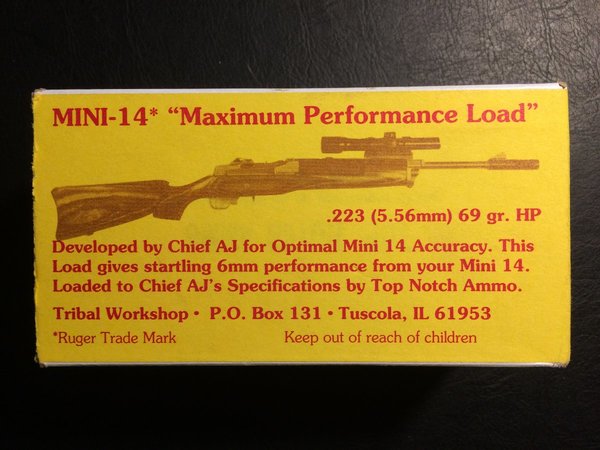 MINI-14* “Maximum Performance Load”
.223 (5.56mm) 69 gr. HP
Developed by Chief AJ for Optimal Mini 14 Accuracy. This
Load gives startling 6mm performance from your Mini 14.
Loaded to Chief AJ’s Specifications by Top Notch Ammo.
Tribal Workshop • P.O. Box 131 • Tuscola, IL 61953
*Ruger Trade Mark Keep out of reach of children